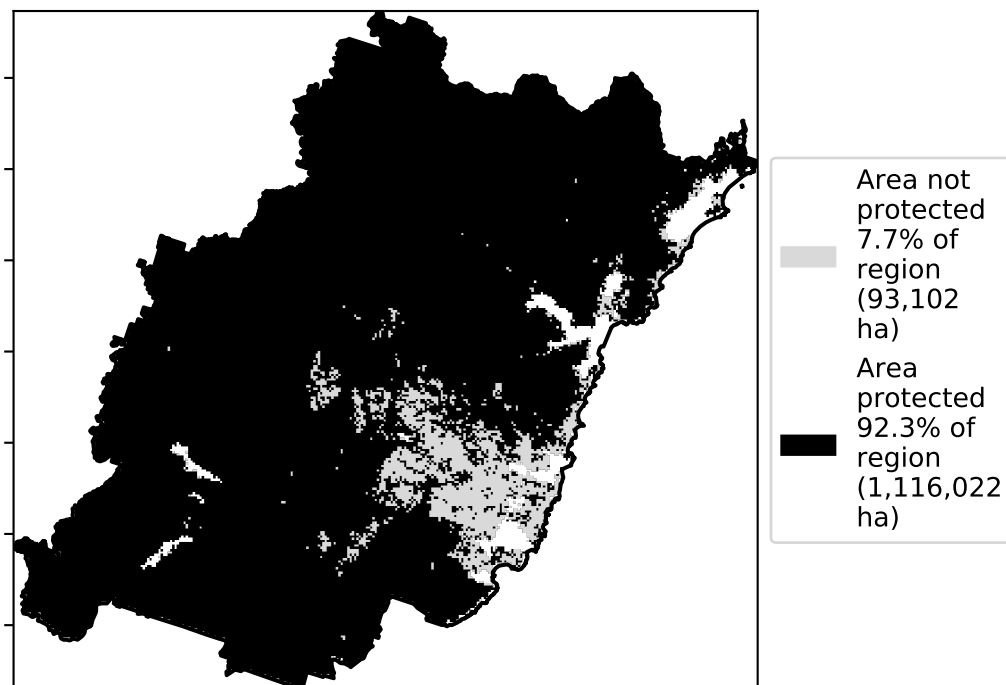 Area not
protected
7.7% of
region
(93,102
ha)
Area
protected
92.3% of
region
(1,116,022
ha)